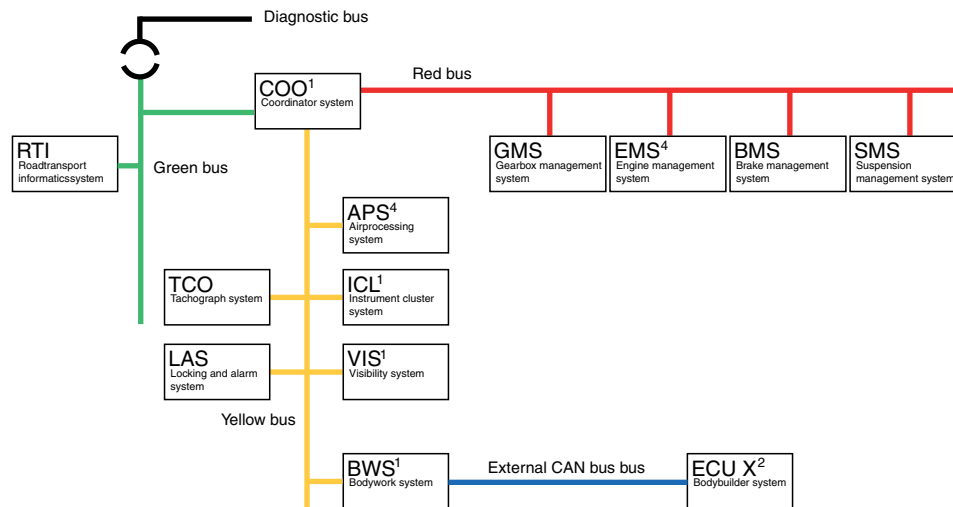 Diagnostic bus
Red bus
COO¹
Coordinator system
RTI
Roadtransport
informaticssystem
Green bus
GMS
Gearbox management
system
EMS⁴
Engine management
system
BMS
Brake management
system
SMS
Suspension
management system
APS⁴
Airprocessing
system
TCO
Tachograph system
ICL¹
Instrument cluster
system
LAS
Locking and alarm
system
VIS¹
Visibility system
Yellow bus
BWS¹
Bodywork system
External CAN bus bus
ECU X²
Bodybuilder system